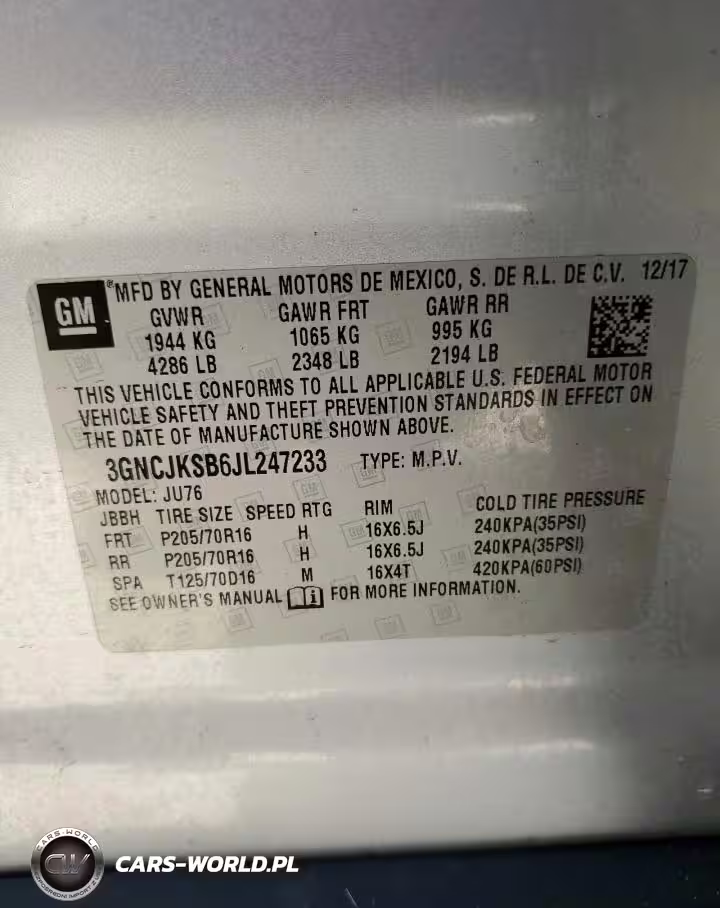 GM
®MFD BY GENERAL MOTORS DE MEXICO, S. DE R.L. DE C.V. 12/17
GVWR GAWR FRT GAWR RR
1944 KG 1065 KG 995 KG
4286 LB 2348 LB 2194 LB
THIS VEHICLE CONFORMS TO ALL APPLICABLE U.S. FEDERAL MOTOR
VEHICLE SAFETY AND THEFT PREVENTION STANDARDS IN EFFECT ON
THE DATE OF MANUFACTURE SHOWN ABOVE.
3GNCJKSB6JL247233 TYPE: M.P.V.
MODEL: JU76
JBBH TIRE SIZE SPEED RTG RIM COLD TIRE PRESSURE
FRT P205/70R16 H 16X6.5J 240KPA(35PSI)
RR P205/70R16 H 16X6.5J 240KPA(35PSI)
SPA T125/70D16 M 16X4T 420KPA(60PSI)
SEE OWNER'S MANUAL i FOR MORE INFORMATION.
CARS-WORLD
CW
CARS-WORLD.PL